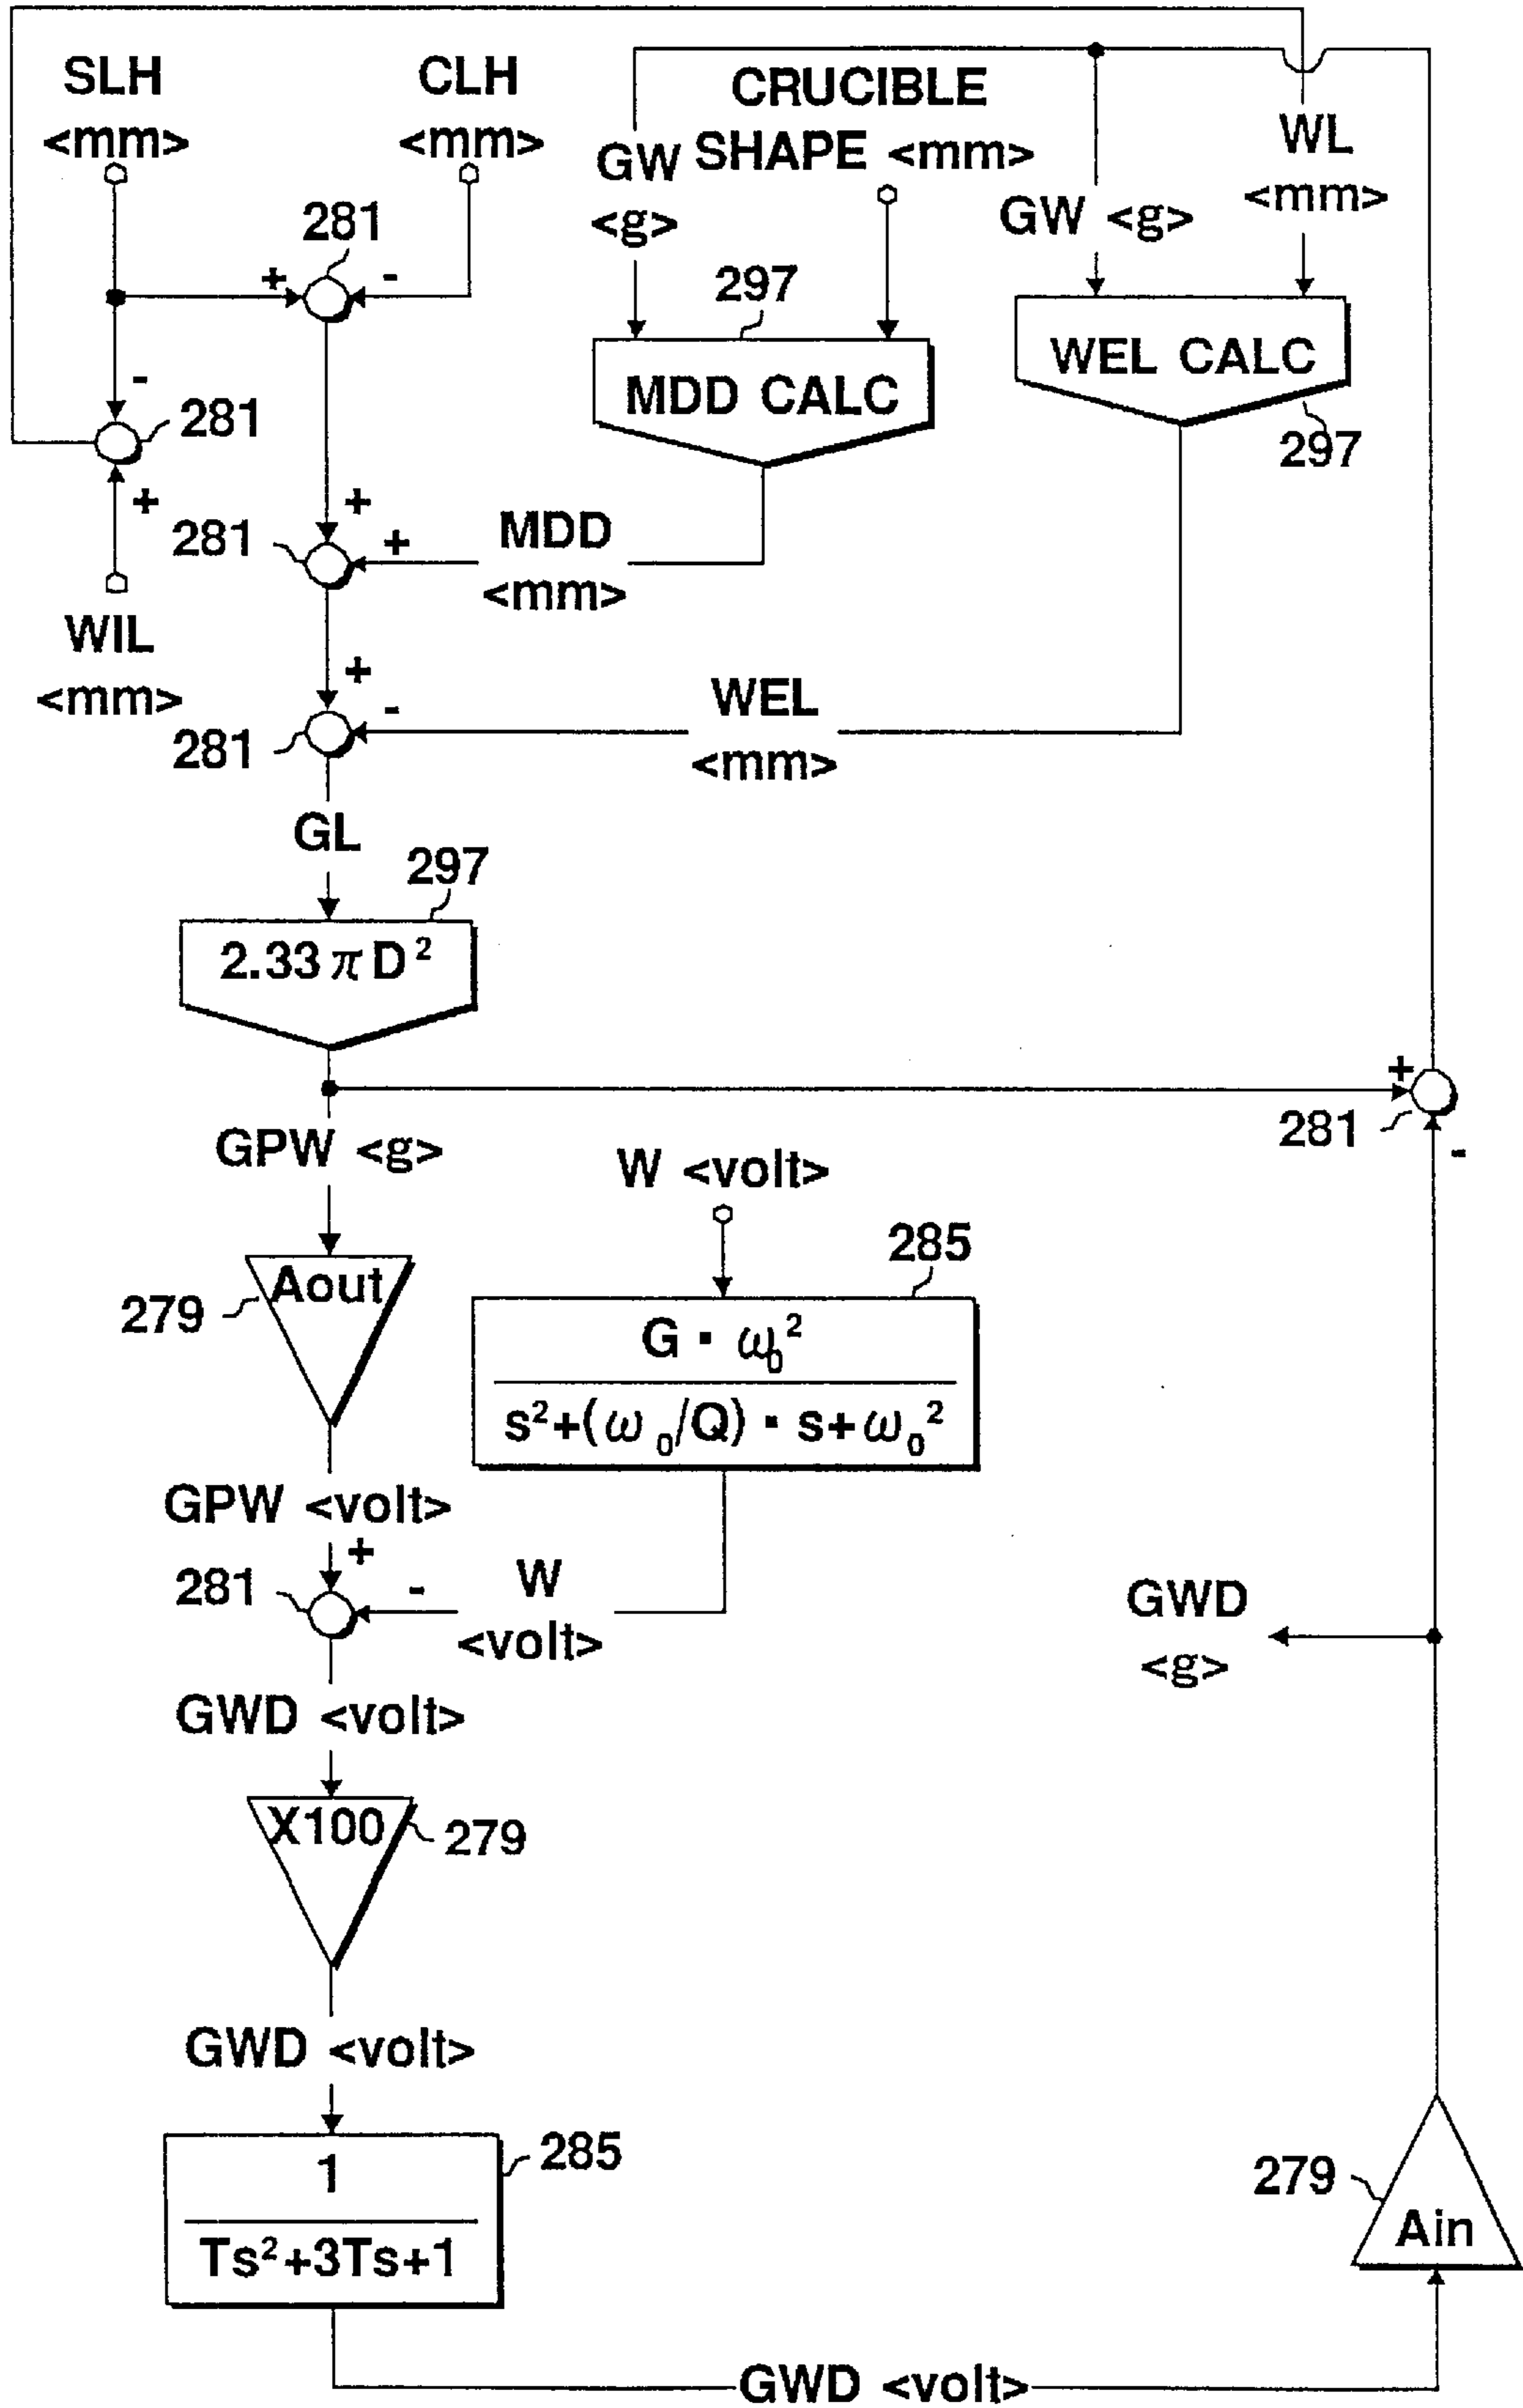 SLH
<mm>
CLH
<mm>
CRUCIBLE
SHAPE <mm>
GW
<g>
GW <g>
WL
<mm>
281
+
-
297
MDD CALC
WEL CALC
297
-
281
+
WIL
<mm>
+
281
+
MDD
<mm>
+
281
-
WEL
<mm>
GL
297
2.33πD²
+
281
-
GPW <g>
W <volt>
279
Aout
285
G · ω₀²
s²+(ω₀/Q) · s+ω₀²
GPW <volt>
+
281
-
W
<volt>
GWD
<g>
GWD <volt>
X100
279
GWD <volt>
285
1
Ts²+3Ts+1
279
Ain
GWD <volt>